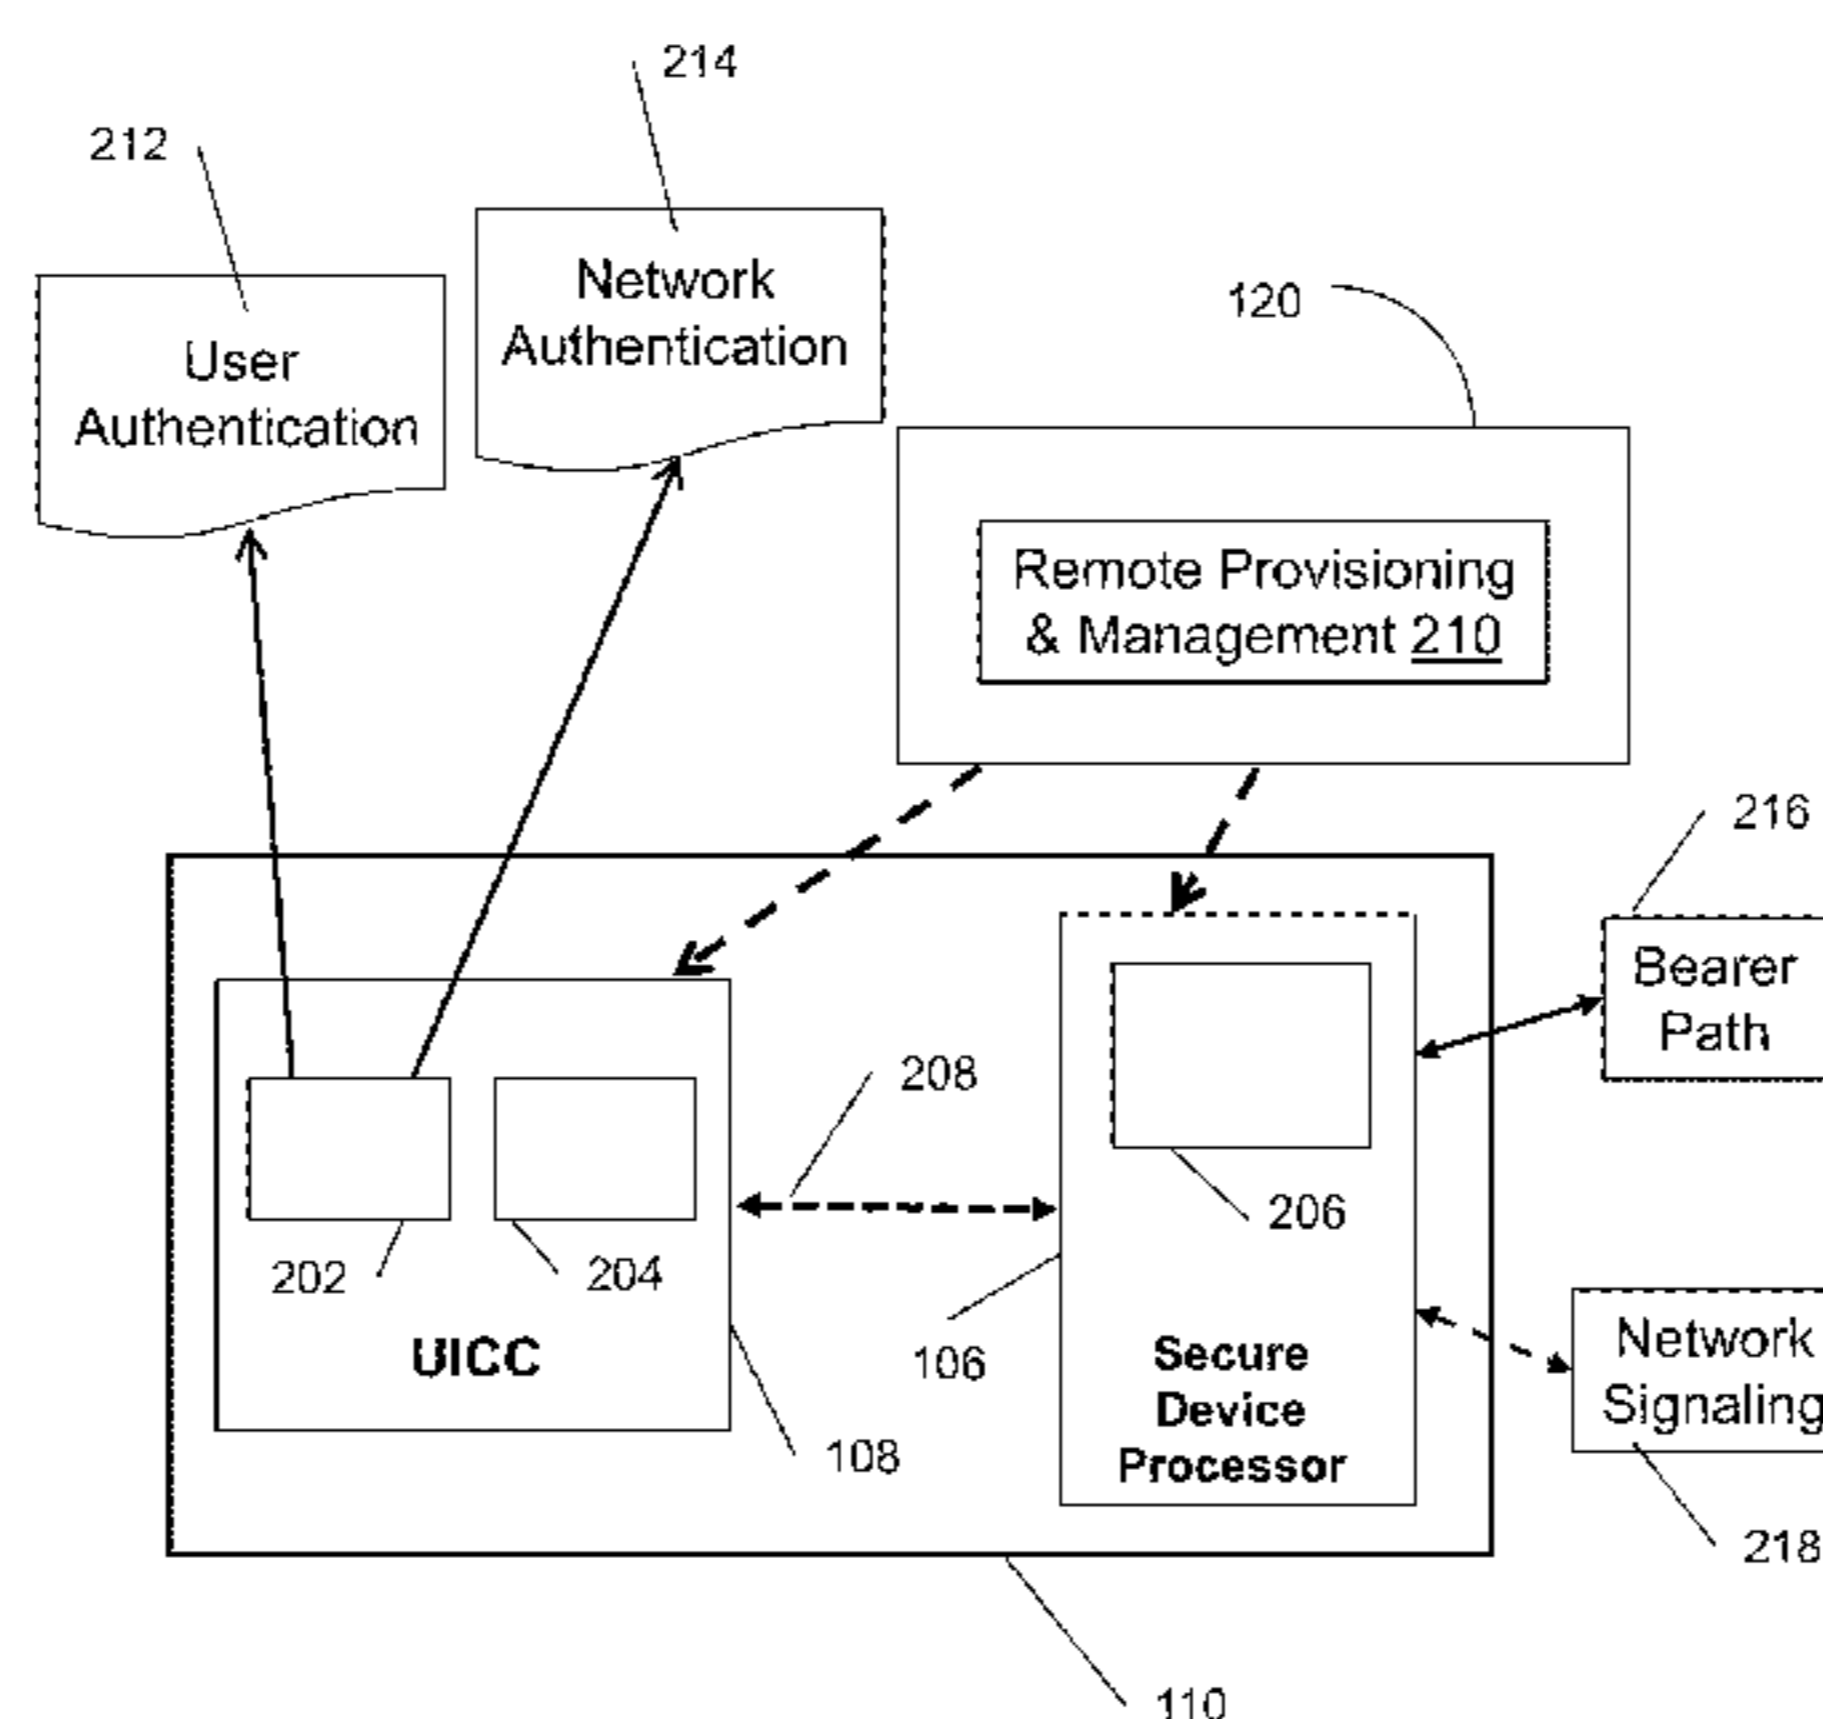 214
212
Network
Authentication
User
Authentication
120
Remote Provisioning
& Management 210
216
Bearer
Path
208
206
202
204
UICC
106
Secure
Device
Processor
Network
Signaling
108
218
110